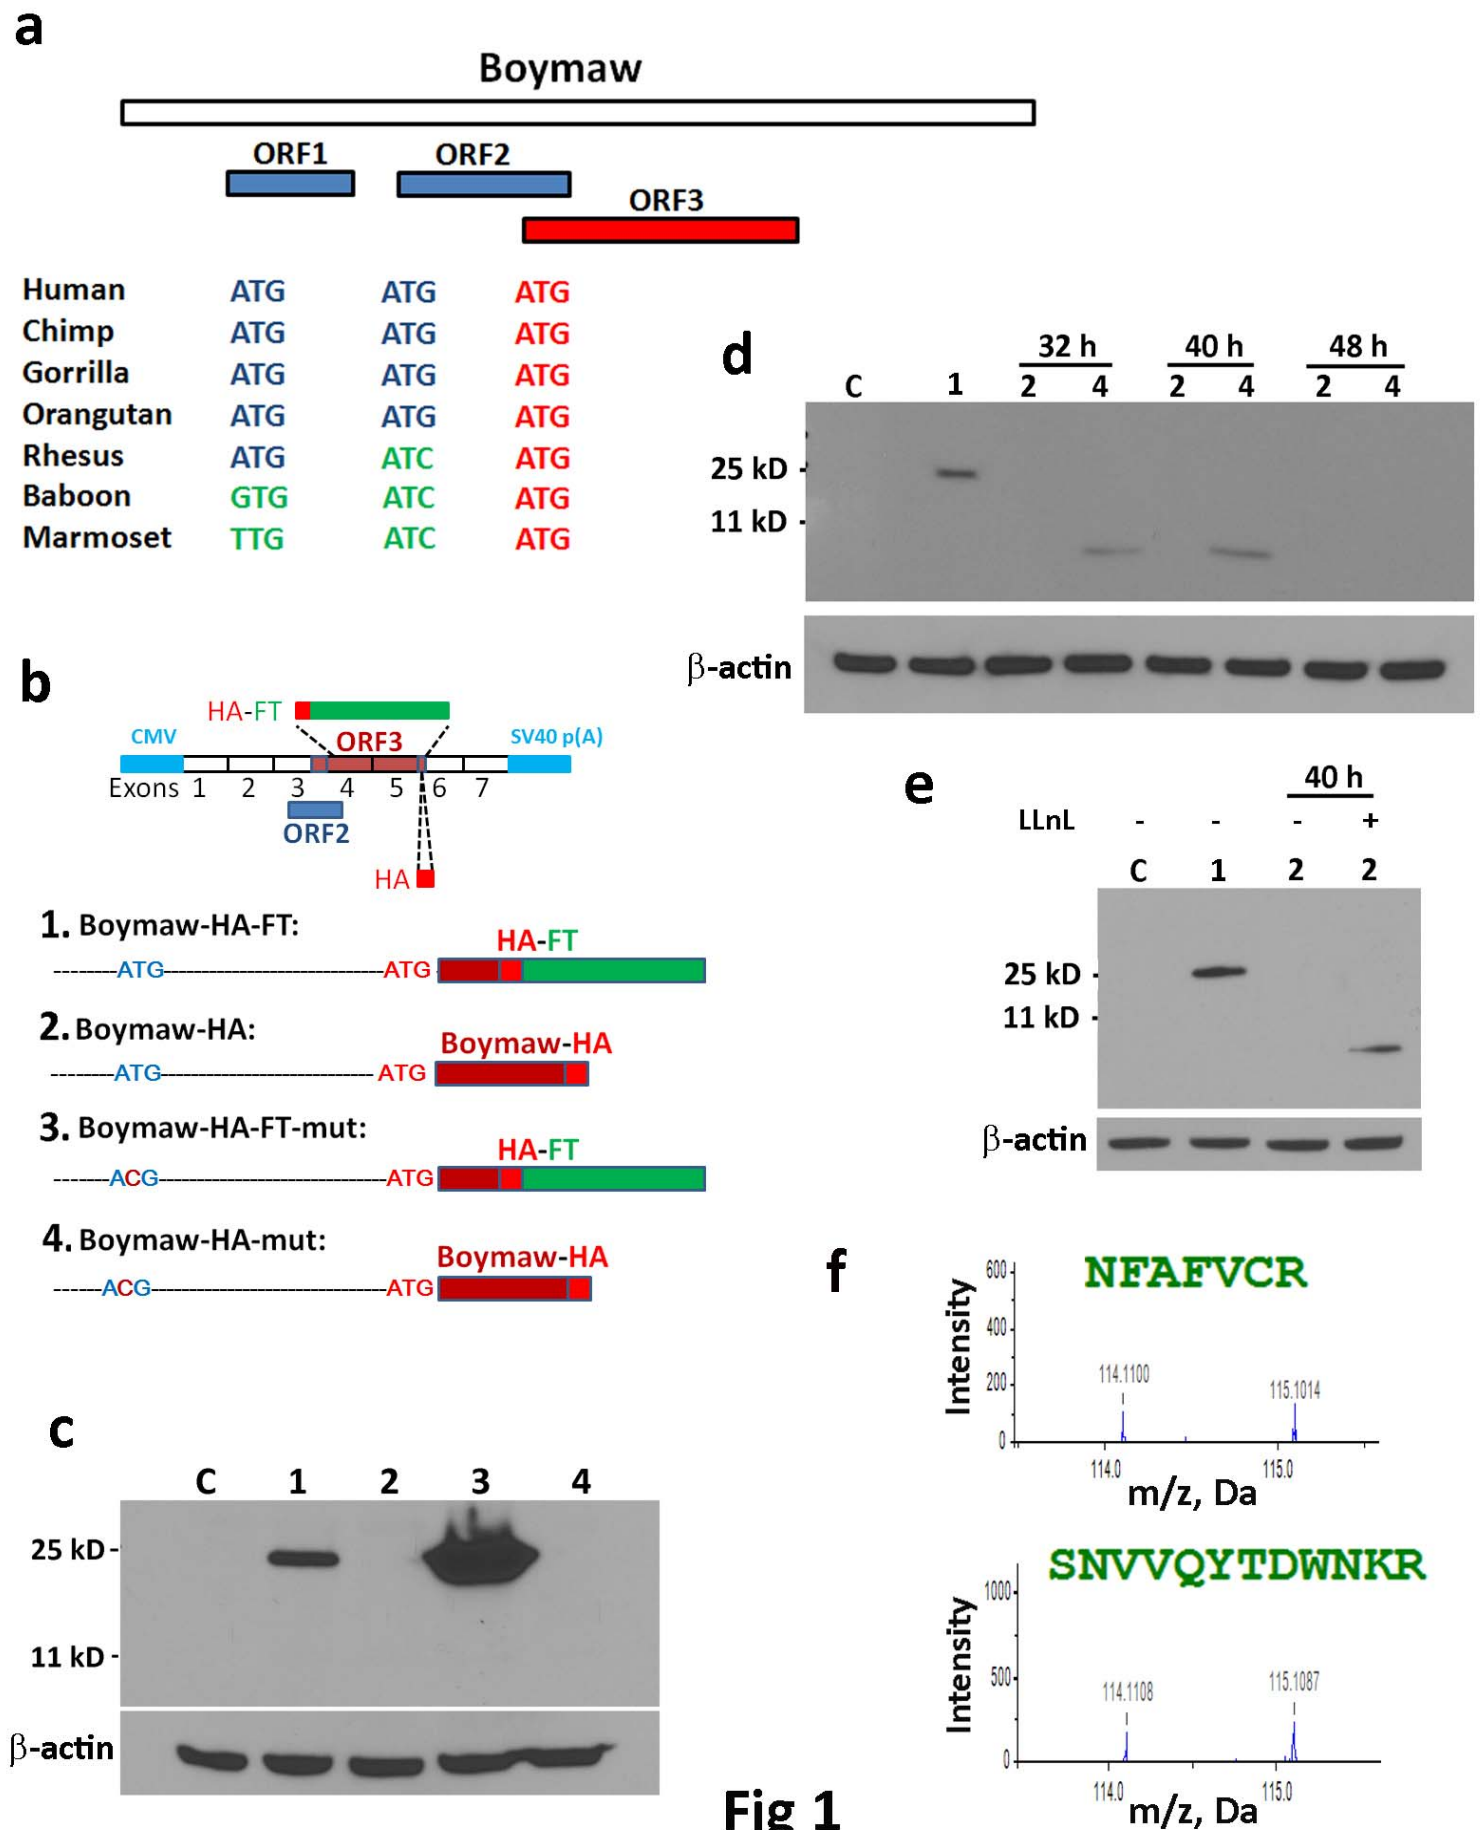 a
Boymaw
ORF1
ORF2
ORF3
Human ATG ATG ATG
Chimp ATG ATG ATG
Gorrilla ATG ATG ATG
Orangutan ATG ATG ATG
Rhesus ATG ATC ATG
Baboon GTG ATC ATG
Marmoset TTG ATC ATG
b
HA-FT
CMV ORF3 SV40 p(A)
Exons 1 2 3 4 5 6 7
ORF2
HA
1. Boymaw-HA-FT:
HA-FT
-------ATG---------------ATG
2. Boymaw-HA:
Boymaw-HA
-------ATG---------------ATG
3. Boymaw-HA-FT-mut:
HA-FT
-------ACG---------------ATG
4. Boymaw-HA-mut:
Boymaw-HA
------ACG---------------ATG
c
C 1 2 3 4
25 kD
11 kD
β-actin
d
32 h 40 h 48 h
C 1 2 4 2 4 2 4
25 kD
11 kD
β-actin
e
40 h
LLnL - - - +
C 1 2 2
25 kD
11 kD
β-actin
f
NFAFVCR
Intensity
600
400
200
0
114.1100
115.1014
114.0 115.0
m/z, Da
SNVVQYTDWNKR
Intensity
1000
500
0
114.1108
115.1087
114.0 115.0
m/z, Da
Fig 1